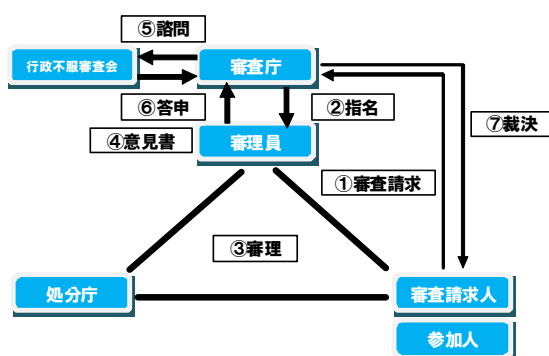 ⑤諮問
行政不服審査会
審査庁
⑥答申
②指名
④意見書
審理員
⑦裁決
①審査請求
③審理
処分庁
審査請求人
参加人